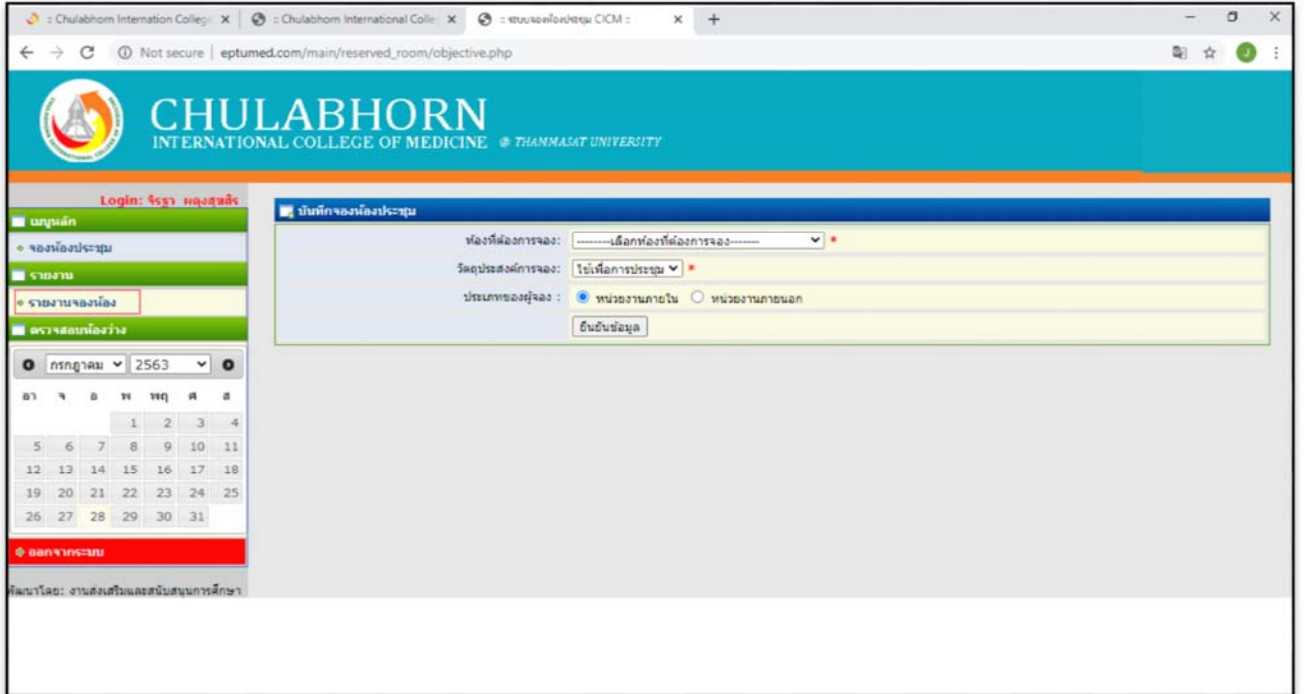 :: Chulabhorn Internation Colleg
:: Chulabhorn International Colle
:: ระบบจองห้องประชุม CICM ::
Not secure | eptumed.com/main/reserved_room/objective.php
J
CHULABHORN
INTERNATIONAL COLLEGE OF MEDICINE @ THAMMASAT UNIVERSITY
Login: จิรฐา ผดุงสุขสิริ
เมนูหลัก
จองห้องประชุม
รายงาน
รายงานจองห้อง
ตรวจสอบห้องว่าง
กรกฎาคม 2563
อา จ อ พ พฤ ศ ส
1 2 3 4
5 6 7 8 9 10 11
12 13 14 15 16 17 18
19 20 21 22 23 24 25
26 27 28 29 30 31
ออกจากระบบ
พัฒนาโดย: งานส่งเสริมและสนับสนุนการศึกษา
บันทึกจองห้องประชุม
ห้องที่ต้องการจอง: ---------เลือกห้องที่ต้องการจอง------- *
วัตถุประสงค์การจอง: ใช้เพื่อการประชุม *
ประเภทของผู้จอง : หน่วยงานภายใน หน่วยงานภายนอก
ยืนยันข้อมูล